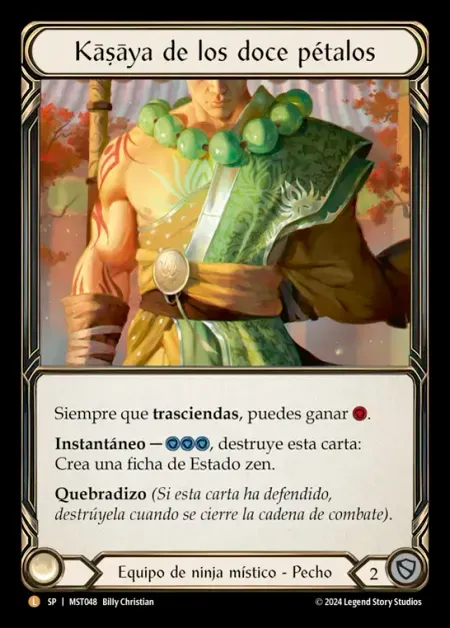 Kāṣāya de los doce pétalos
Siempre que trasciendas, puedes ganar .
Instantáneo — , destruye esta carta:
Crea una ficha de Estado zen.
Quebradizo (Si esta carta ha defendido,
destrúyela cuando se cierre la cadena de combate).
Equipo de ninja místico - Pecho
2
L SP | MST048 Billy Christian
© 2024 Legend Story Studios